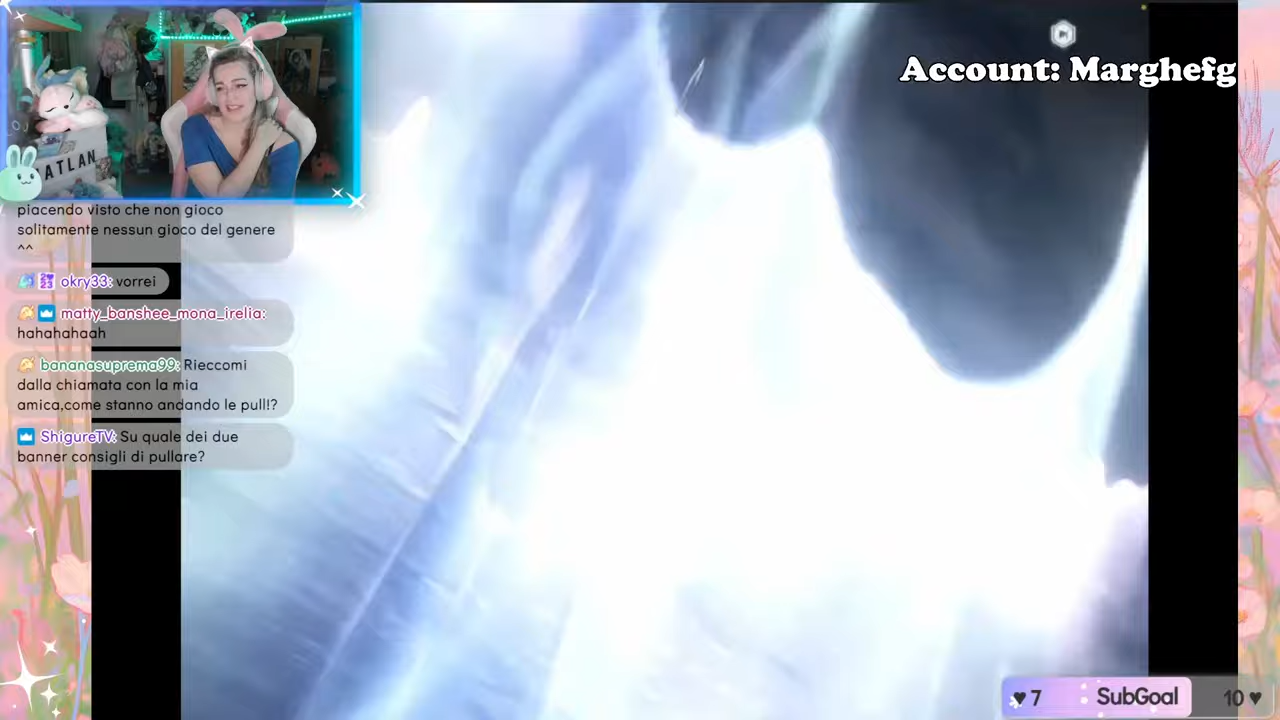 Account: Marghefg
ATLAN
piacendo visto che non gioco
solitamente nessun gioco del genere
^^
okry33: vorrei
matty_banshee_mona_irelia:
hahahahaah
bananasuprema99: Rieccomi
dalla chiamata con la mia
amica,come stanno andando le pull!?
ShigureTV: Su quale dei due
banner consigli di pullare?
♥ 7 SubGoal 10 ♥